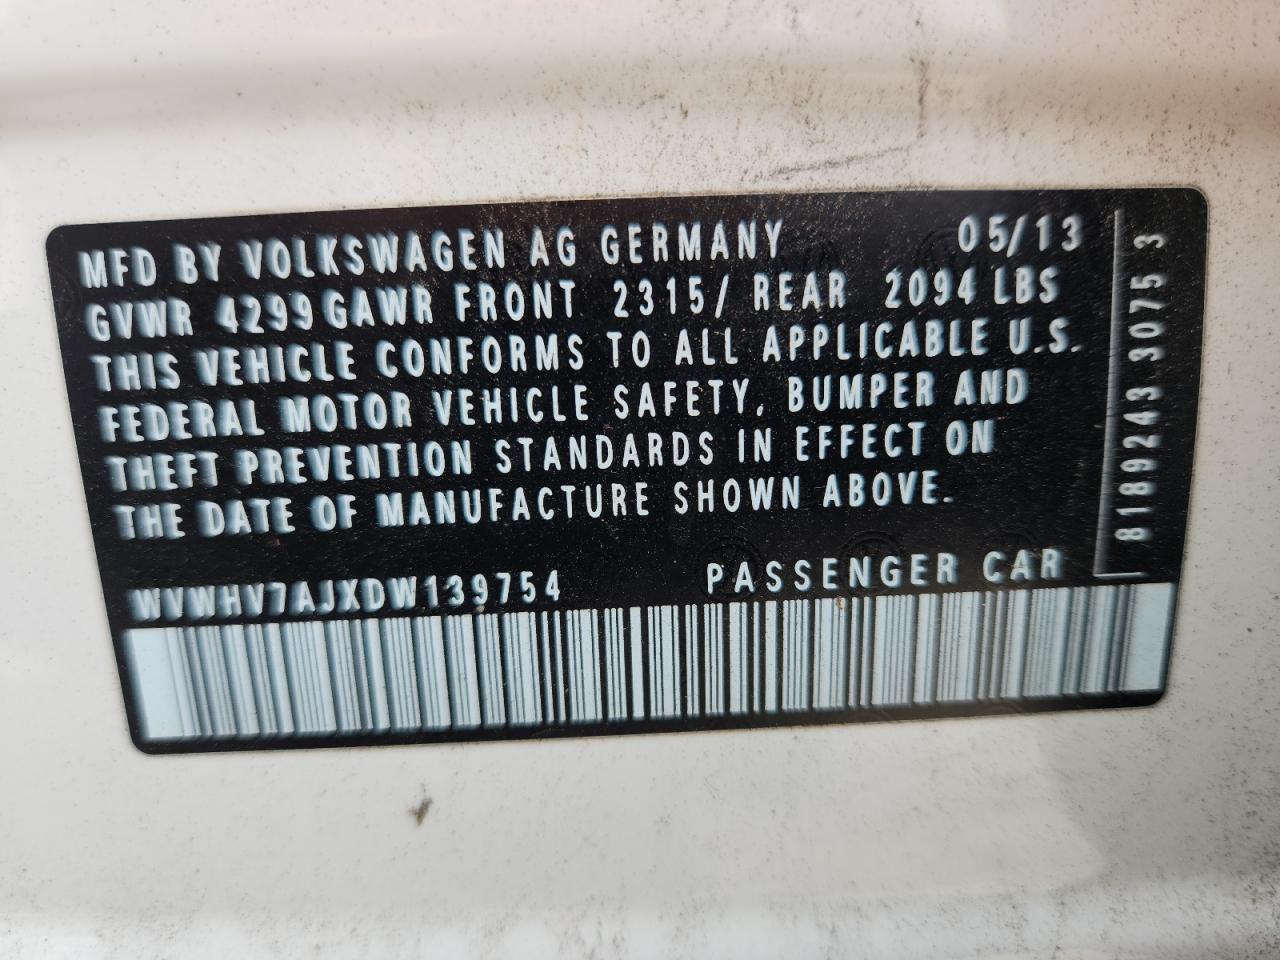 MFD BY VOLKSWAGEN AG GERMANY 05/13
GVWR 4299 GAWR FRONT 2315/ REAR 2094 LBS
THIS VEHICLE CONFORMS TO ALL APPLICABLE U.S.
FEDERAL MOTOR VEHICLE SAFETY, BUMPER AND
THEFT PREVENTION STANDARDS IN EFFECT ON
THE DATE OF MANUFACTURE SHOWN ABOVE.
WVWHV7AJXDW139754 PASSENGER CAR
8189243 3075 3